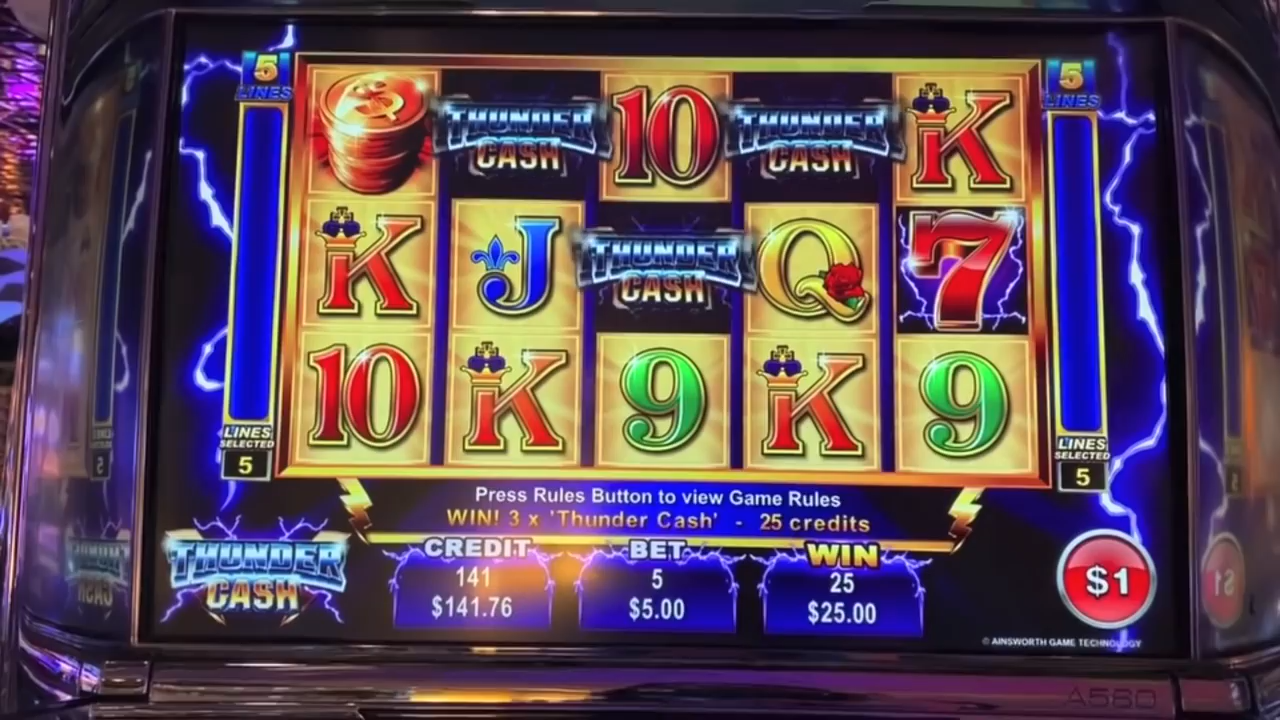 5 LINES
5 LINES
THUNDER CASH
10
THUNDER CASH
K
K
J
THUNDER CASH
Q
7
10
K
9
K
9
LINES SELECTED
5
LINES SELECTED
5
Press Rules Button to view Game Rules
WIN! 3 x 'Thunder Cash' - 25 credits
THUNDER CASH
CREDIT
141
$141.76
BET
5
$5.00
WIN
25
$25.00
$1
© AINSWORTH GAME TECHNOLOGY
A580